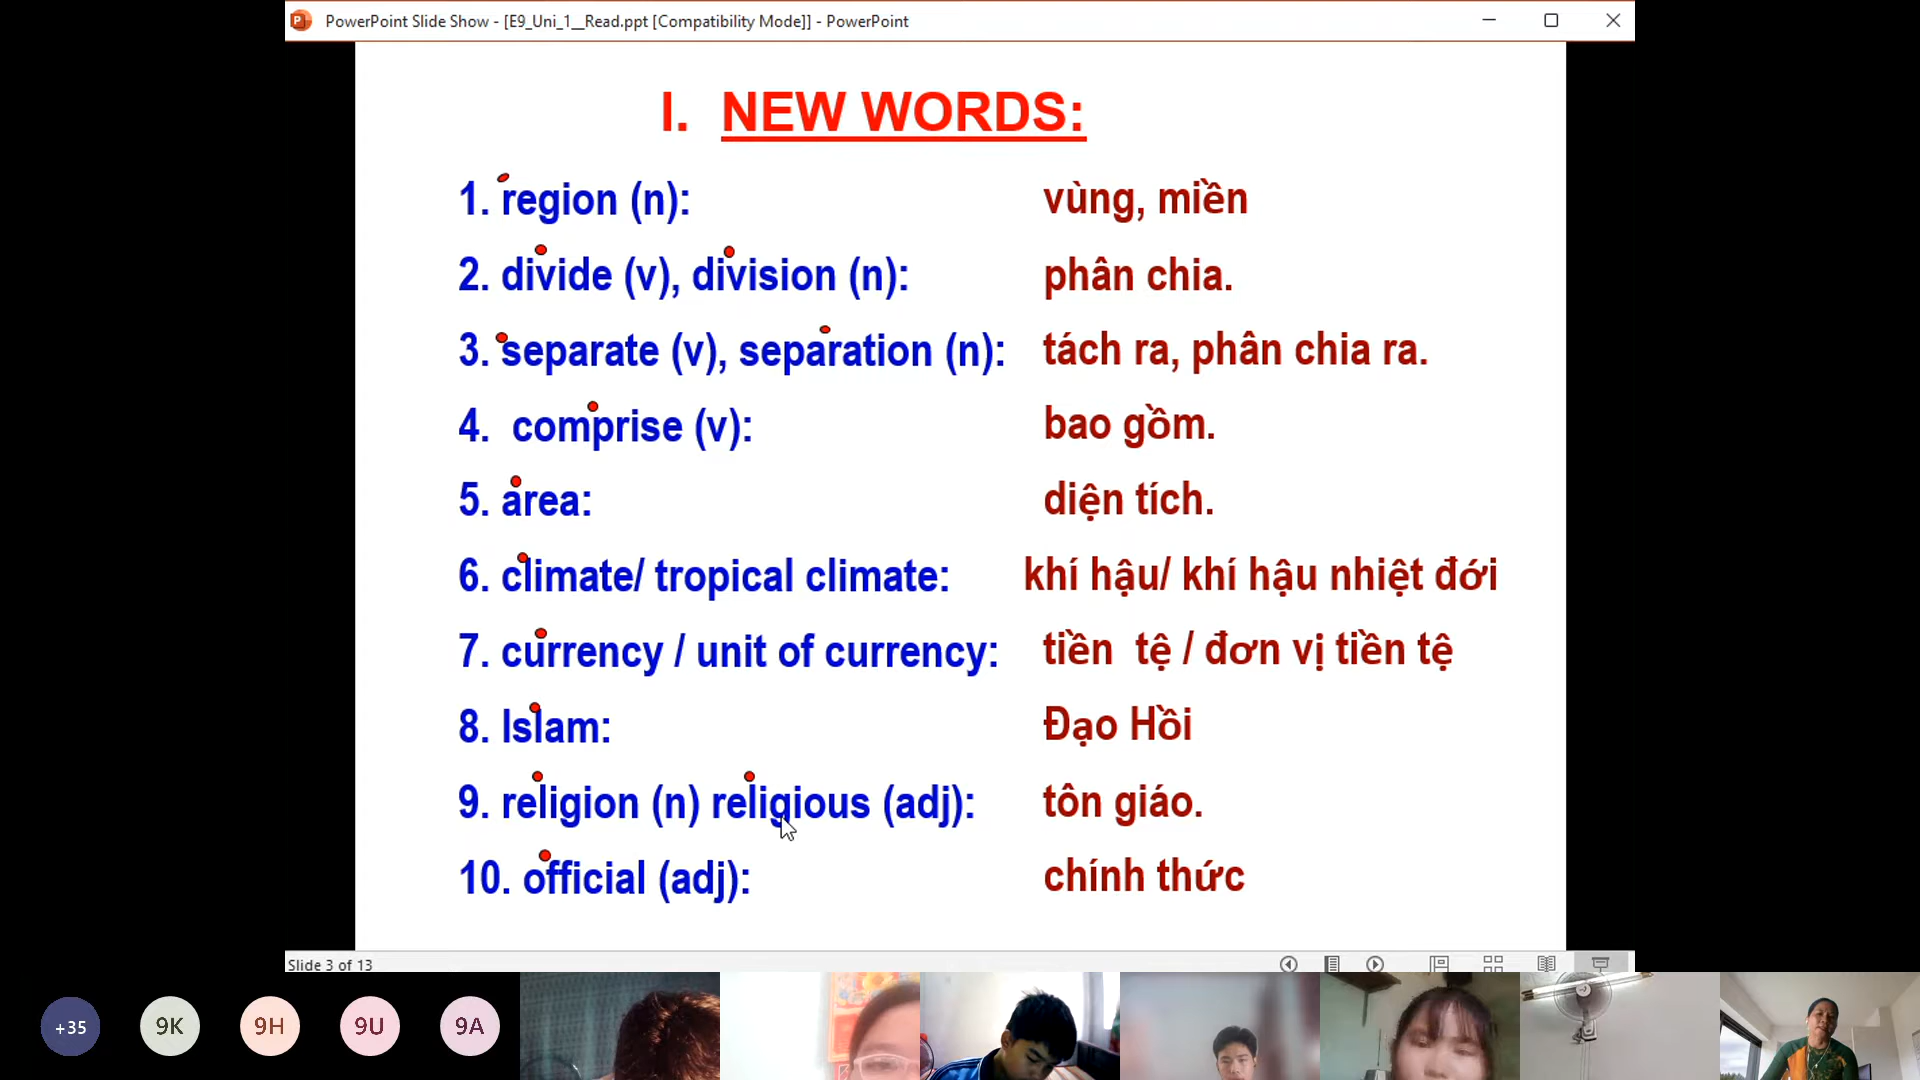 PowerPoint Slide Show - [E9_Uni_1__Read.ppt [Compatibility Mode]] - PowerPoint
I. NEW WORDS:
1. region (n): vùng, miền
2. divide (v), division (n): phân chia.
3. separate (v), separation (n): tách ra, phân chia ra.
4. comprise (v): bao gồm.
5. area: diện tích.
6. climate/ tropical climate: khí hậu/ khí hậu nhiệt đới
7. currency / unit of currency: tiền tệ / đơn vị tiền tệ
8. Islam: Đạo Hồi
9. religion (n) religious (adj): tôn giáo.
10. official (adj): chính thức
Slide 3 of 13
+35 9K 9H 9U 9A